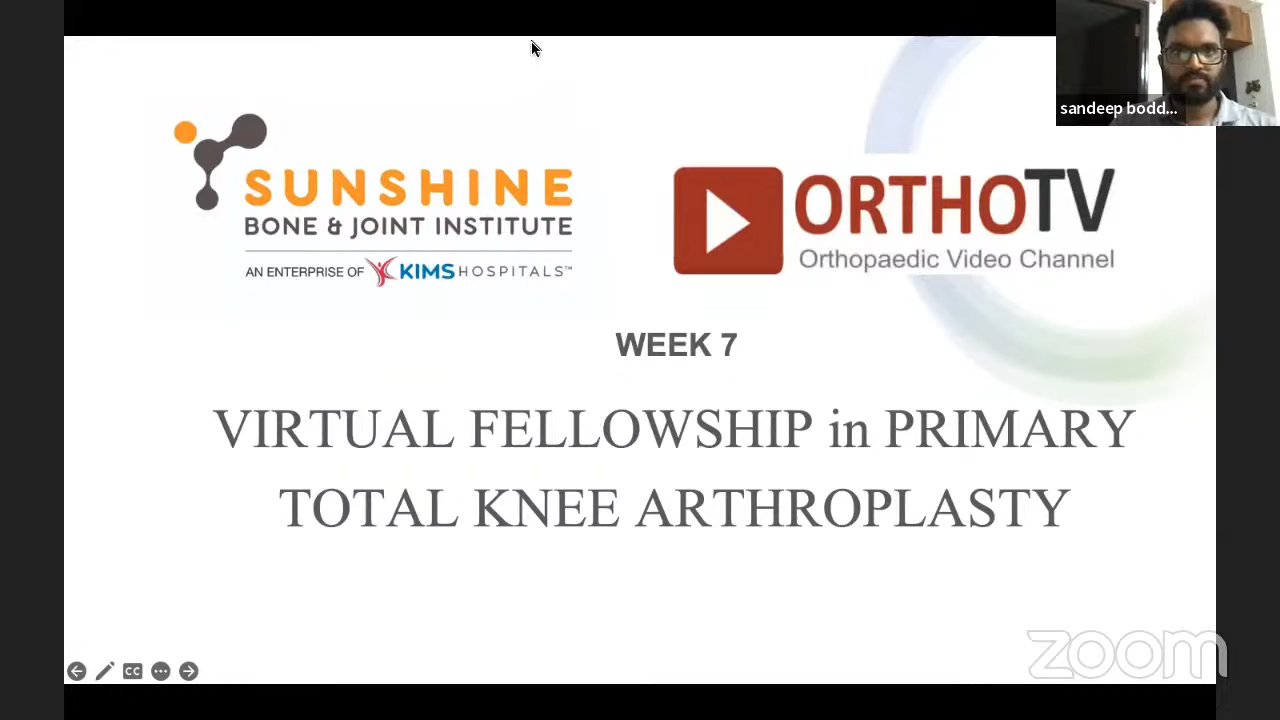 sandeep bodd...
SUNSHINE
BONE & JOINT INSTITUTE
AN ENTERPRISE OF KIMS HOSPITALS™
ORTHOTV
Orthopaedic Video Channel
WEEK 7
VIRTUAL FELLOWSHIP in PRIMARY
TOTAL KNEE ARTHROPLASTY
CC
zoom